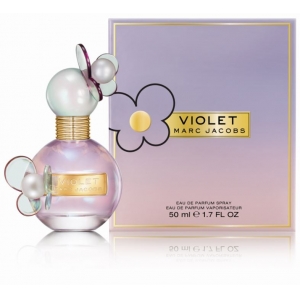 VIOLET
MARC JACOBS
EAU DE PARFUM SPRAY
EAU DE PARFUM VAPORISATEUR
50 ml ℮ 1.7 FL OZ